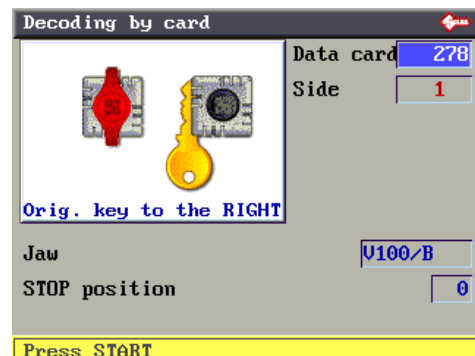 Decoding by card
Data card 278
Side 1
Orig. key to the RIGHT
Jaw V100/B
STOP position 0
Press START